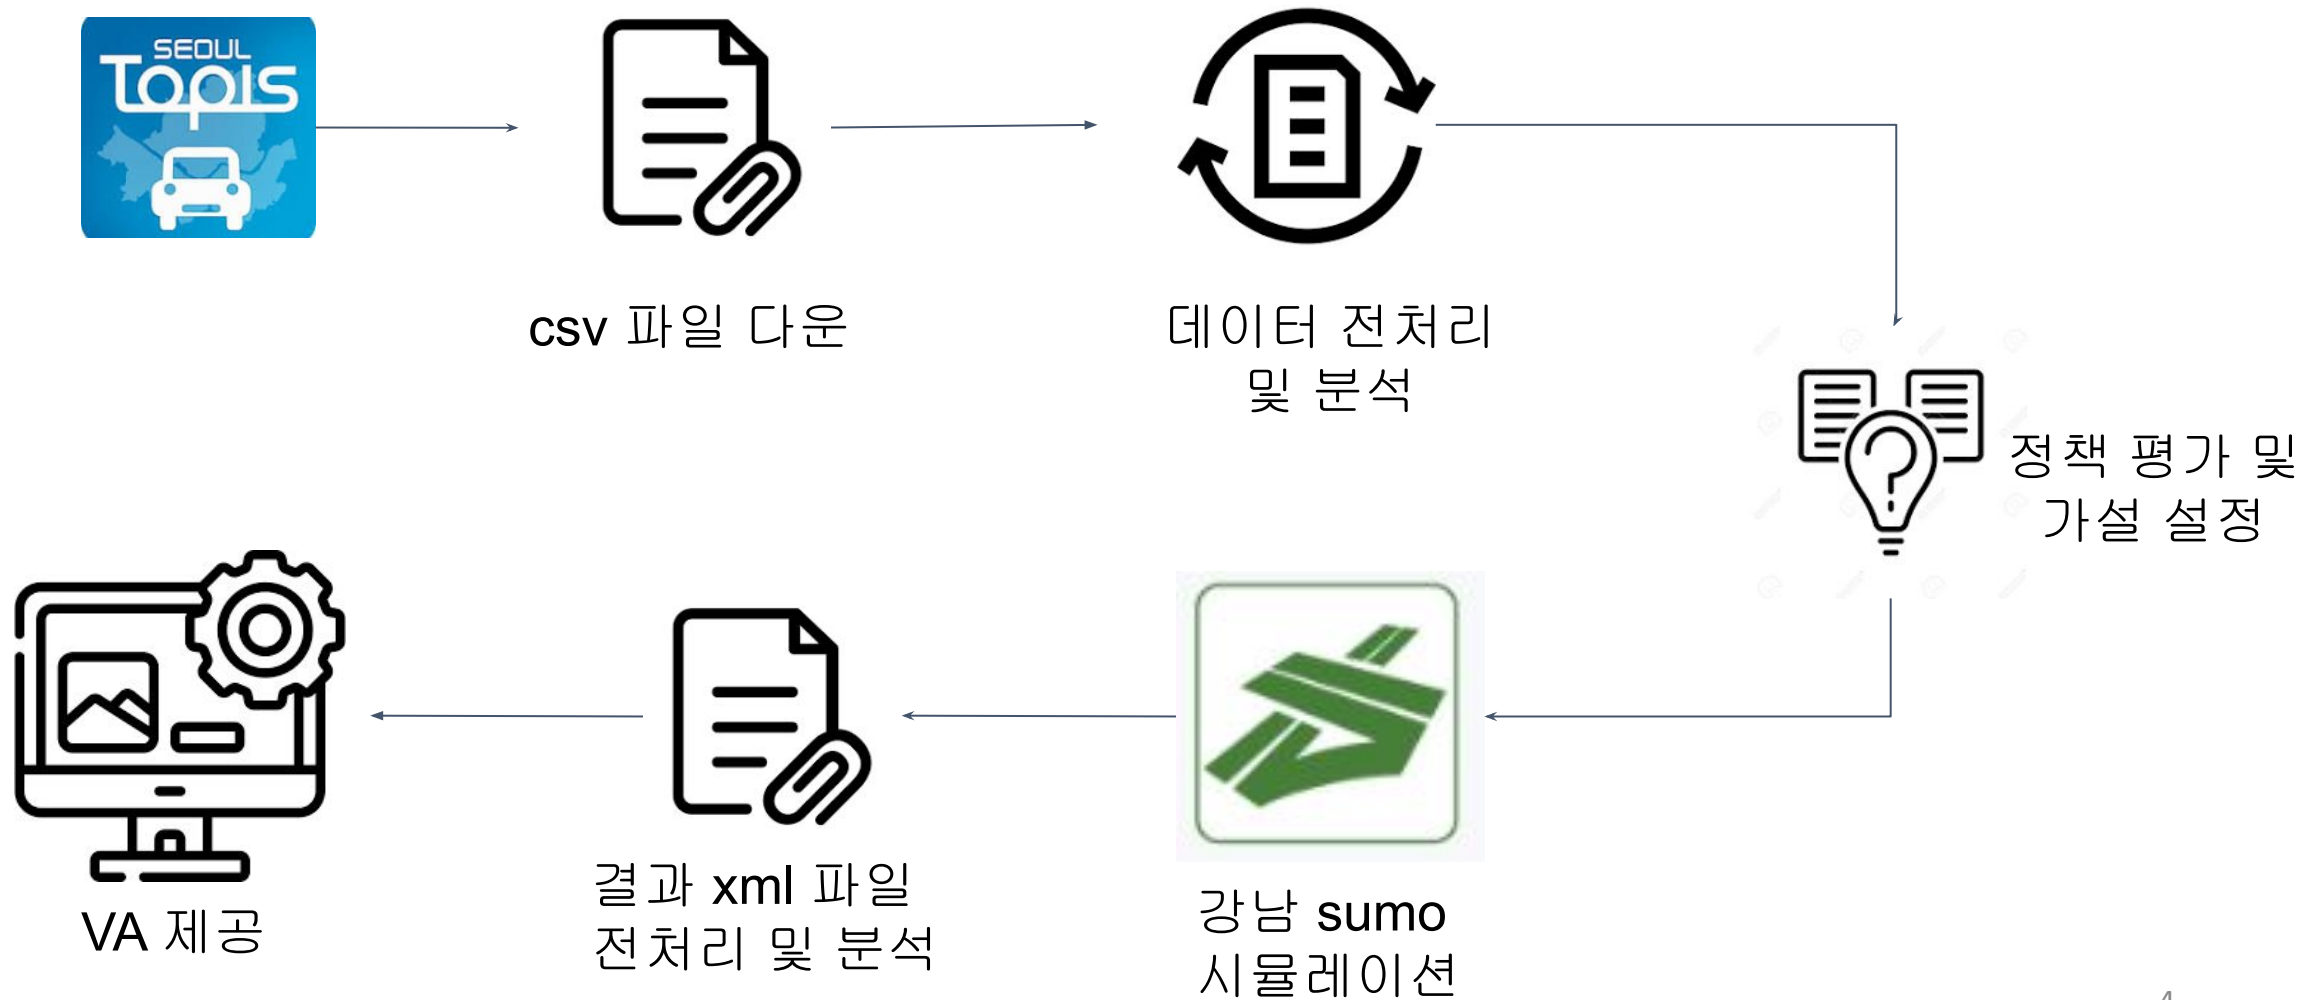 SEOUL
Topis
csv 파일 다운
데이터 전처리
및 분석
정책 평가 및
가설 설정
강남 sumo
시뮬레이션
결과 xml 파일
전처리 및 분석
VA 제공